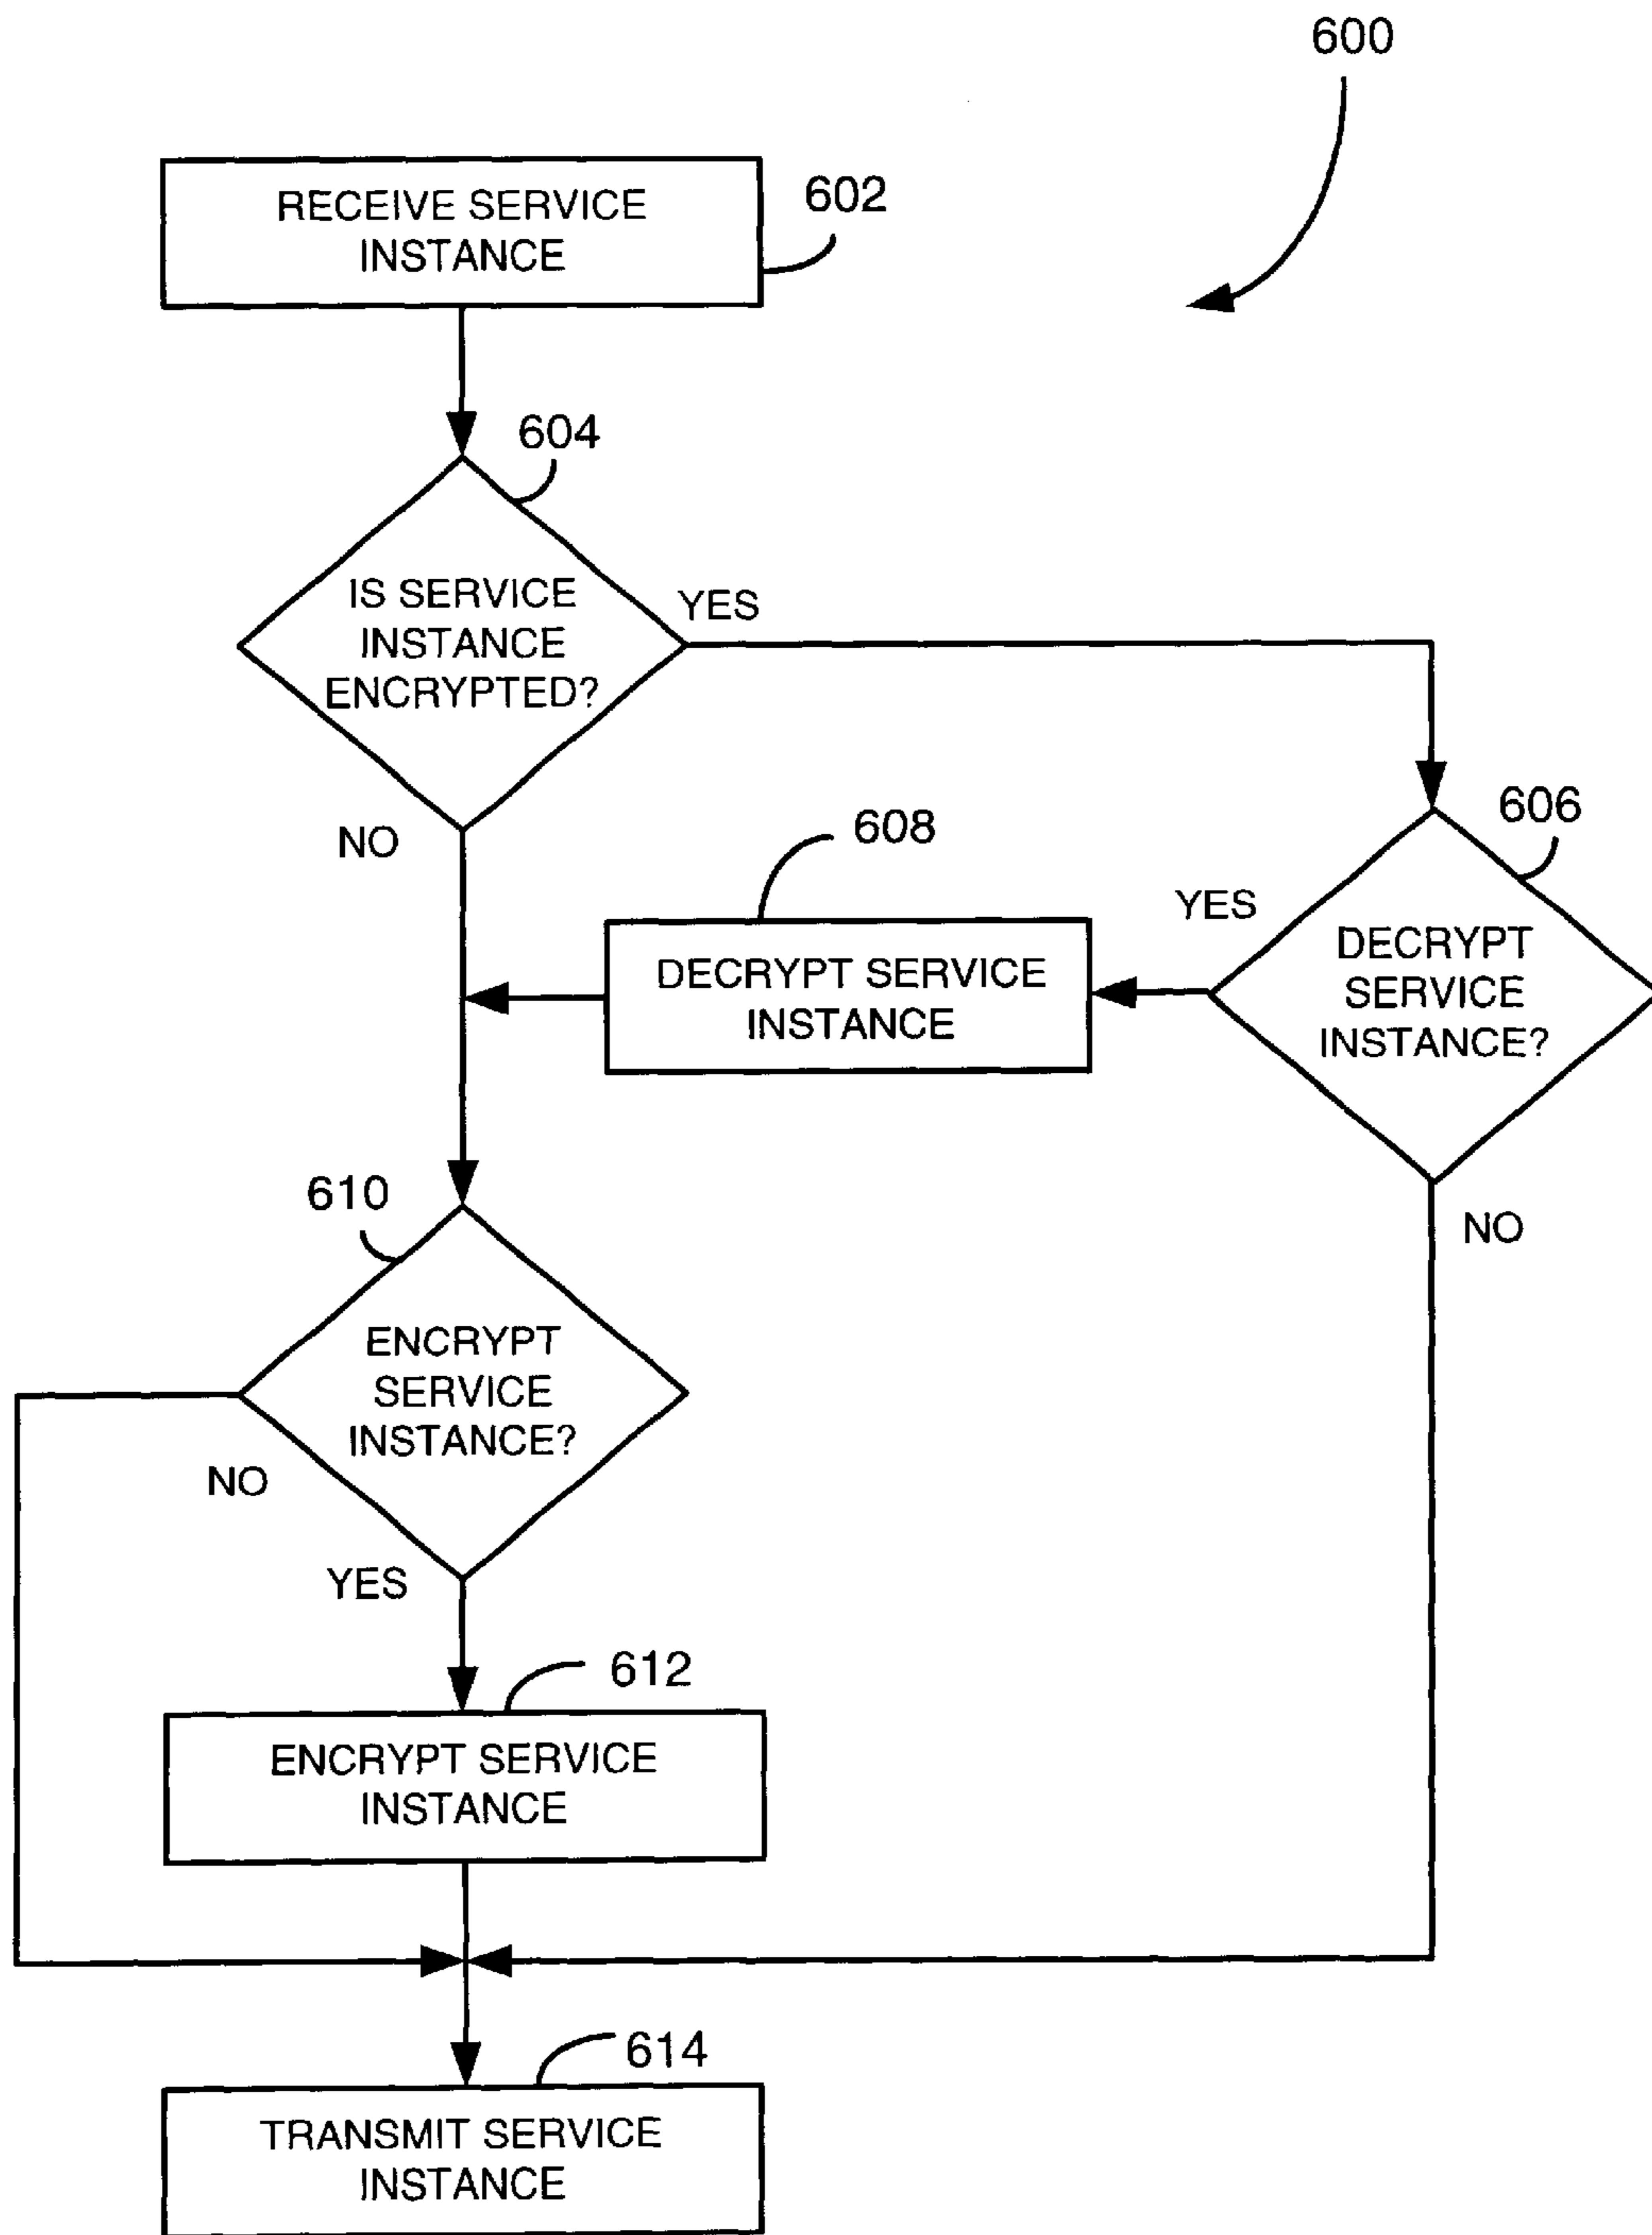 600
RECEIVE SERVICE
INSTANCE
602
604
IS SERVICE
INSTANCE
ENCRYPTED?
YES
NO
606
DECRYPT
SERVICE
INSTANCE?
YES
NO
608
DECRYPT SERVICE
INSTANCE
610
ENCRYPT
SERVICE
INSTANCE?
NO
YES
612
ENCRYPT SERVICE
INSTANCE
614
TRANSMIT SERVICE
INSTANCE